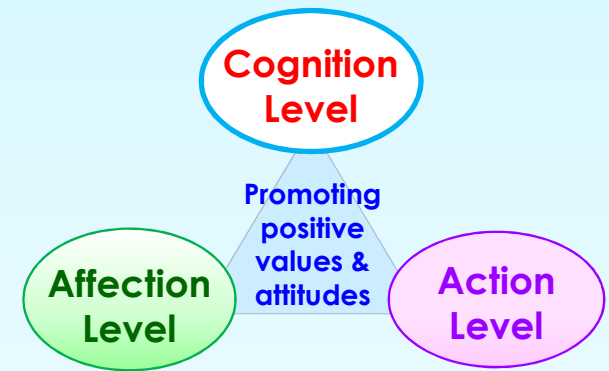 Cognition
Level
Promoting
positive
values &
attitudes
Affection
Level
Action
Level